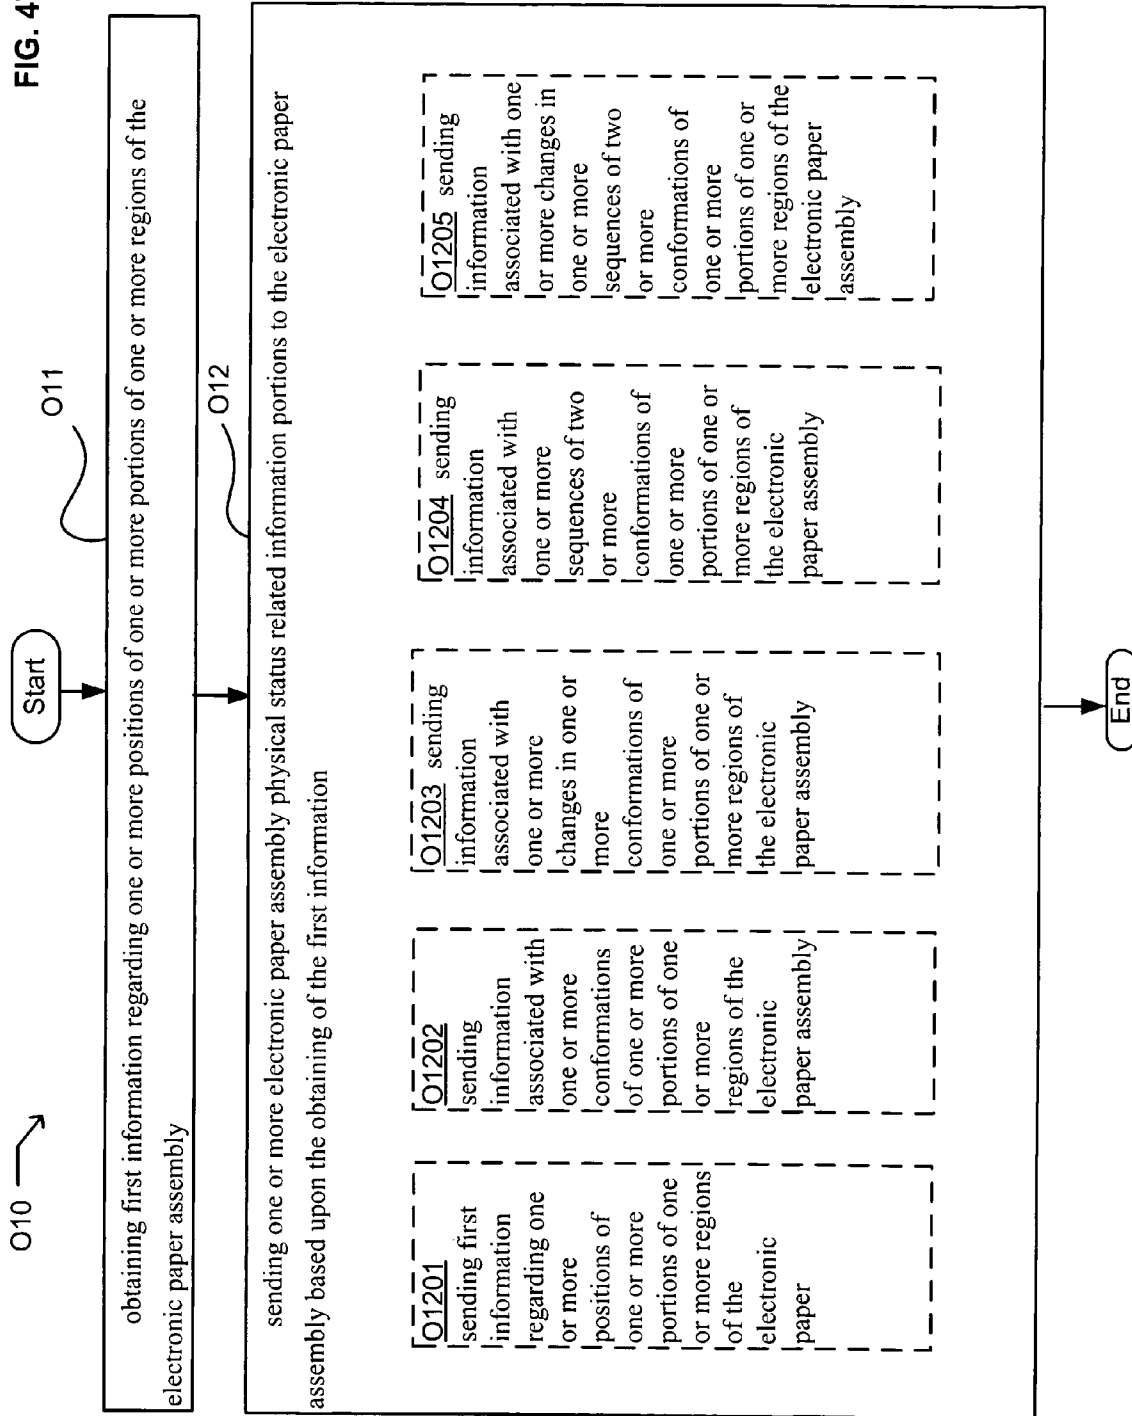 FIG. 4
O10
Start
O11
obtaining first information regarding one or more positions of one or more portions of one or more regions of the
electronic paper assembly
O12
sending one or more electronic paper assembly physical status related information portions to the electronic paper
assembly based upon the obtaining of the first information
O1201
sending first
information
regarding one
or more
positions of
one or more
portions of one
or more regions
of the
electronic
paper
O1202
sending
information
associated with
one or more
conformations
of one or more
portions of one
or more
regions of the
electronic
paper assembly
O1203 sending
information
associated with
one or more
changes in one or
more
conformations of
one or more
portions of one or
more regions of
the electronic
paper assembly
O1204 sending
information
associated with
one or more
sequences of two
or more
conformations of
one or more
portions of one or
more regions of
the electronic
paper assembly
O1205 sending
information
associated with one
or more changes in
one or more
sequences of two
or more
conformations of
one or more
portions of one or
more regions of the
electronic paper
assembly
End